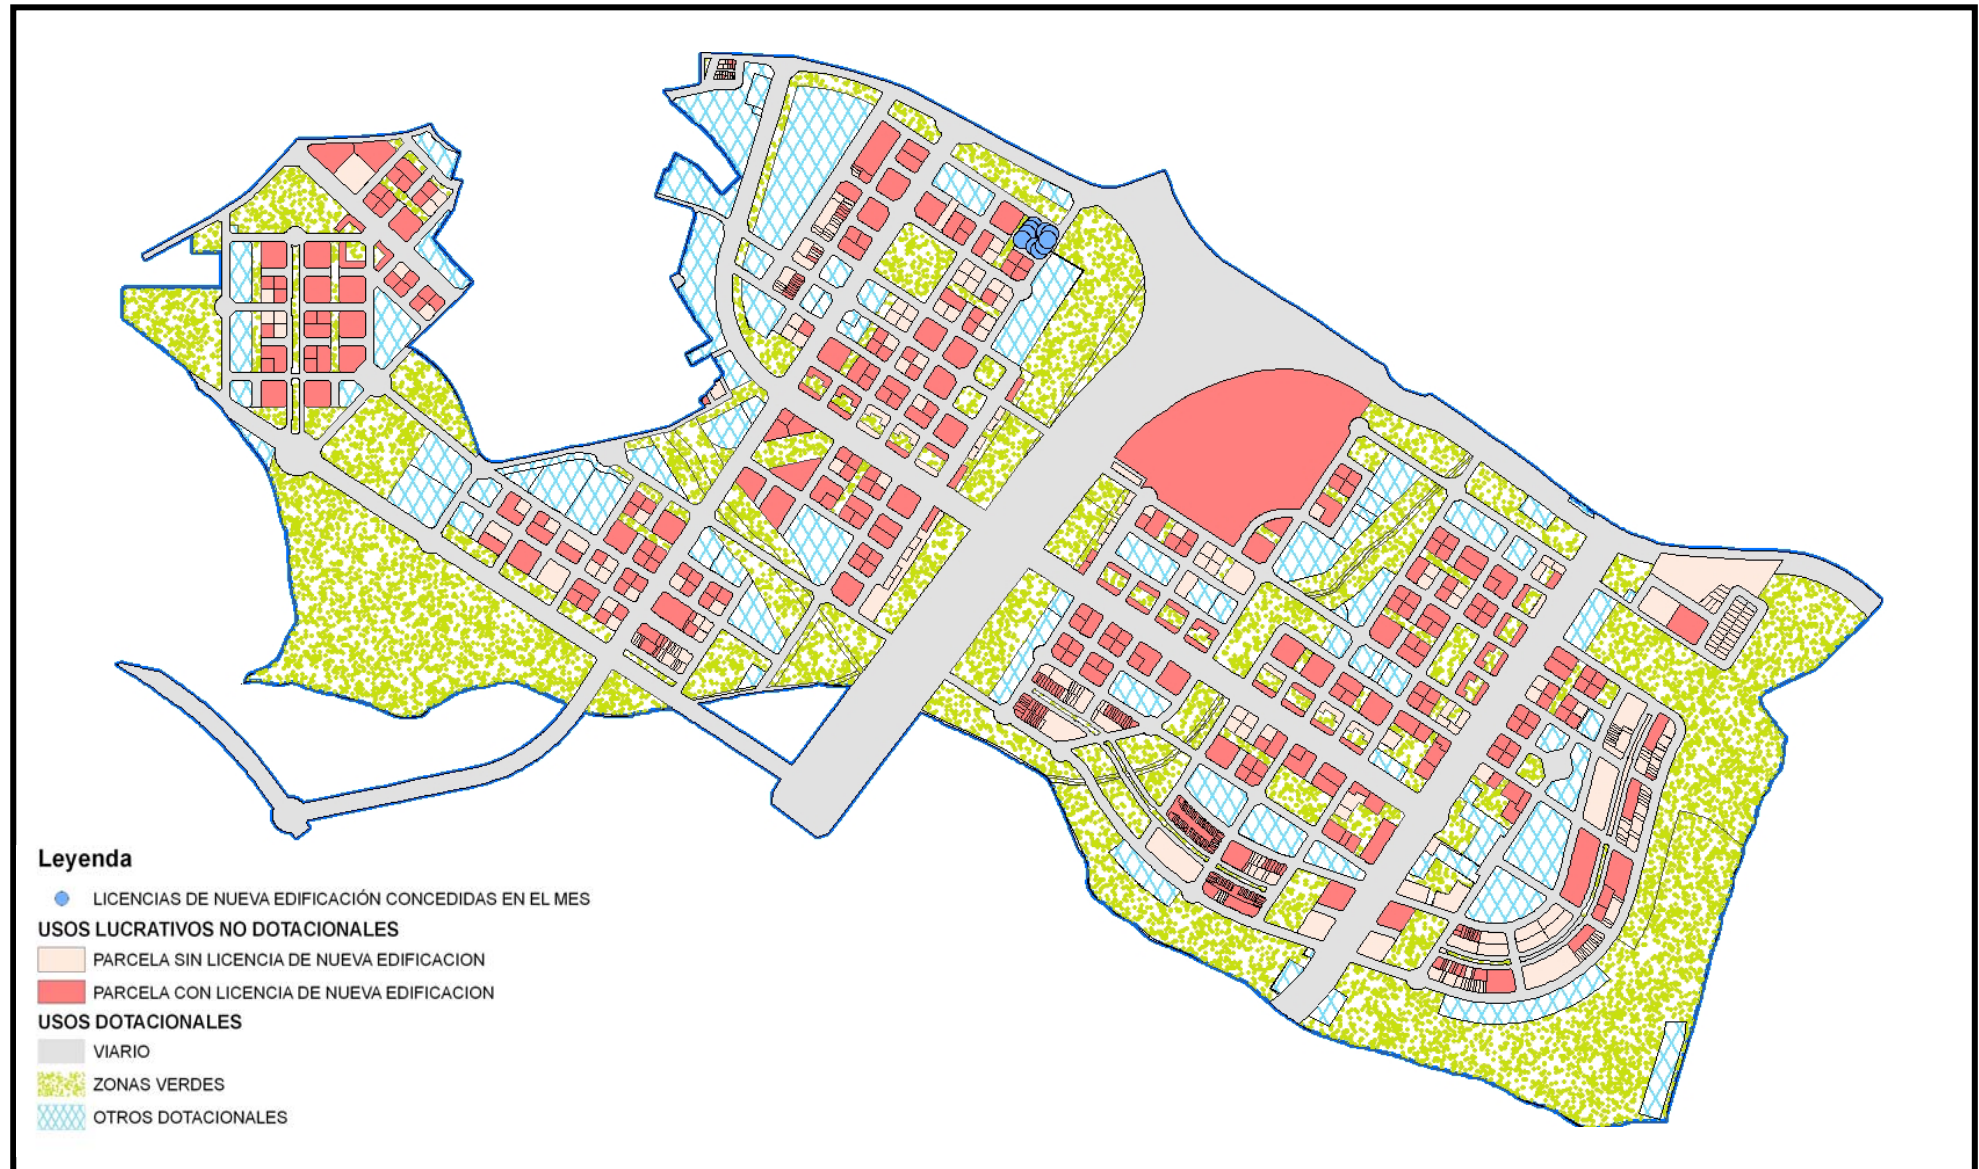 Leyenda
LICENCIAS DE NUEVA EDIFICACIÓN CONCEDIDAS EN EL MES
USOS LUCRATIVOS NO DOTACIONALES
PARCELA SIN LICENCIA DE NUEVA EDIFICACION
PARCELA CON LICENCIA DE NUEVA EDIFICACION
USOS DOTACIONALES
VIARIO
ZONAS VERDES
OTROS DOTACIONALES